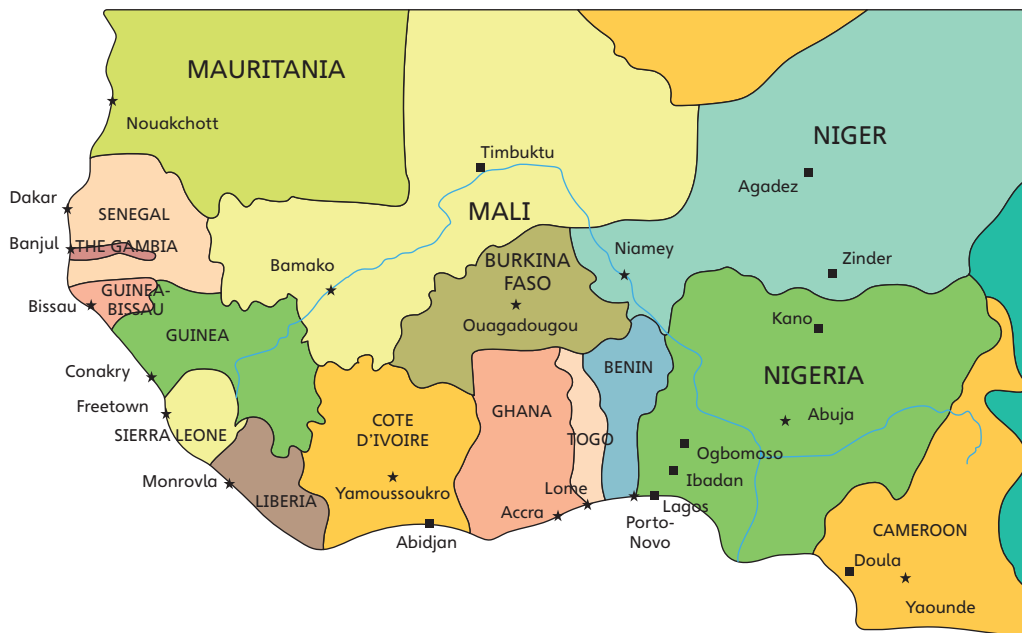 MAURITANIA
Nouakchott
Timbuktu
NIGER
Agadez
Dakar
SENEGAL
MALI
Banjul
THE GAMBIA
Niamey
Zinder
Bamako
BURKINA
FASO
GUINEA-
BISSAU
Bissau
Ouagadougou
Kano
GUINEA
Conakry
BENIN
NIGERIA
Freetown
GHANA
Abuja
COTE
D'IVOIRE
SIERRA LEONE
TOGO
Ogbomoso
Monrovla
Ibadan
LIBERIA
Yamoussoukro
Lome
Lagos
Accra
Porto-
Novo
Abidjan
CAMEROON
Doula
Yaounde